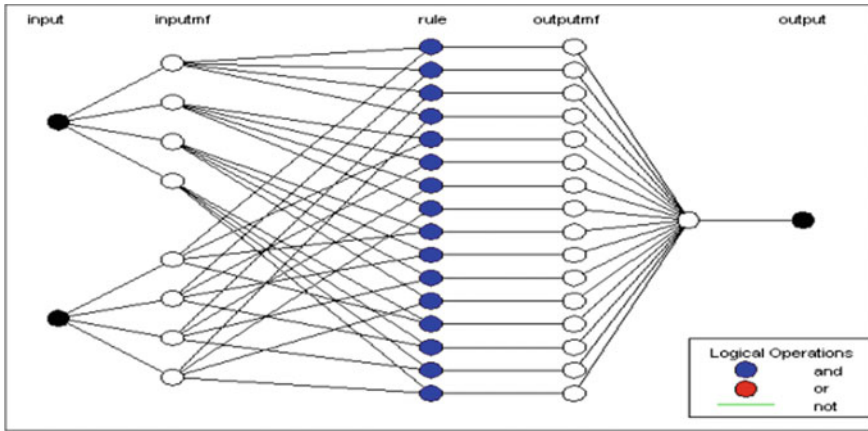 input inputmf rule outputmf output
Logical Operations
and
or
not